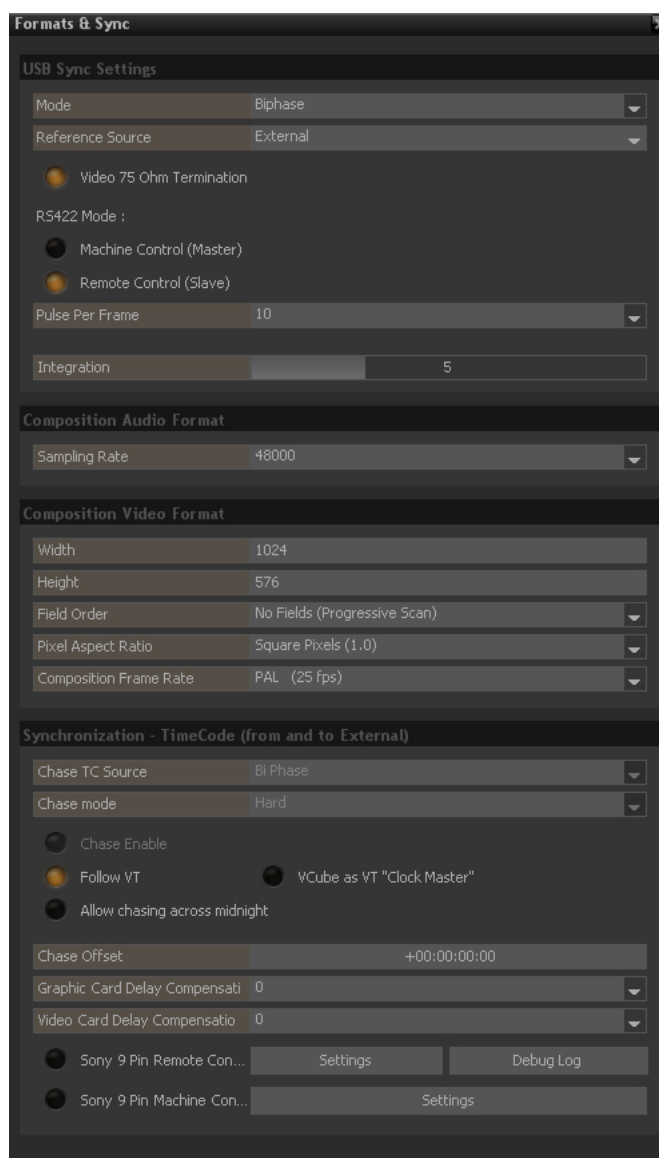 Formats & Sync
USB Sync Settings
Mode Biphase
Reference Source External
Video 75 Ohm Termination
RS422 Mode :
Machine Control (Master)
Remote Control (Slave)
Pulse Per Frame 10
Integration 5
Composition Audio Format
Sampling Rate 48000
Composition Video Format
Width 1024
Height 576
Field Order No Fields (Progressive Scan)
Pixel Aspect Ratio Square Pixels (1.0)
Composition Frame Rate PAL (25 fps)
Synchronization - TimeCode (from and to External)
Chase TC Source Bi Phase
Chase mode Hard
Chase Enable
Follow VT VCube as VT "Clock Master"
Allow chasing across midnight
Chase Offset +00:00:00:00
Graphic Card Delay Compensati 0
Video Card Delay Compensatio 0
Sony 9 Pin Remote Con... Settings Debug Log
Sony 9 Pin Machine Con... Settings